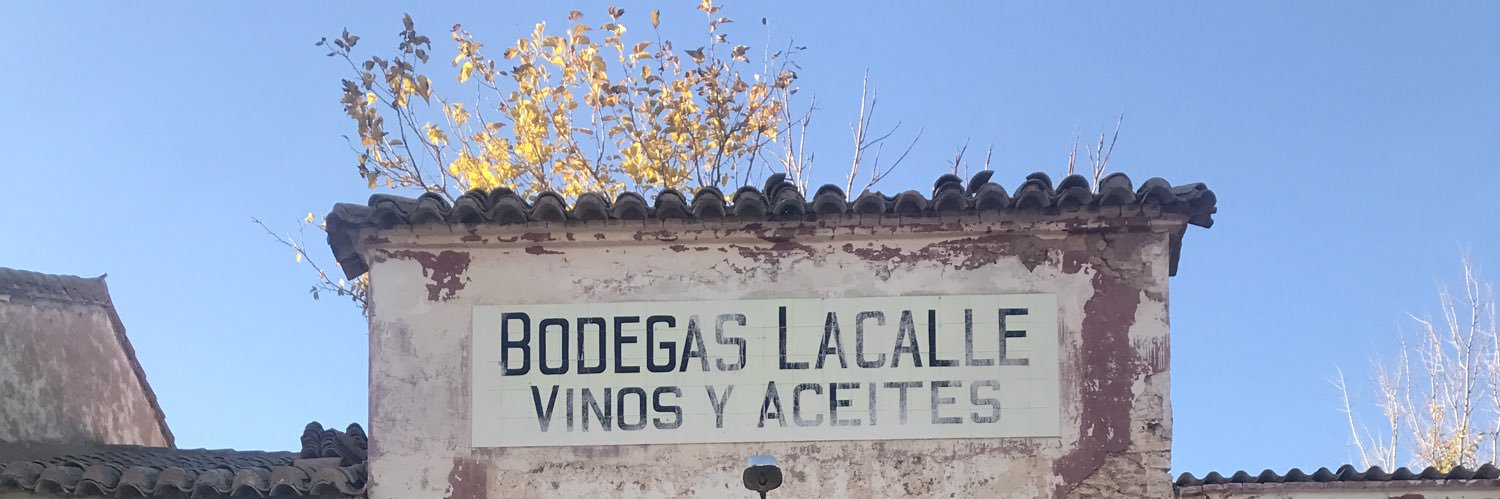 BODEGAS LACALLE
VINOS Y ACEITES